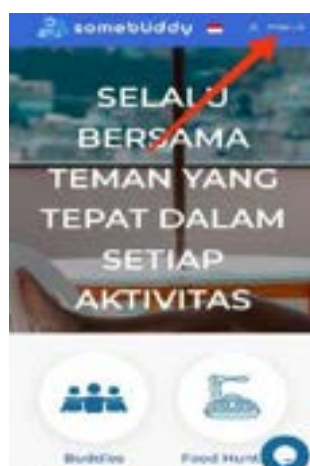 somebuddy
SELALU
BERSAMA
TEMAN YANG
TEPAT DALAM
SETIAP
AKTIVITAS
Buddies
Food Hunt